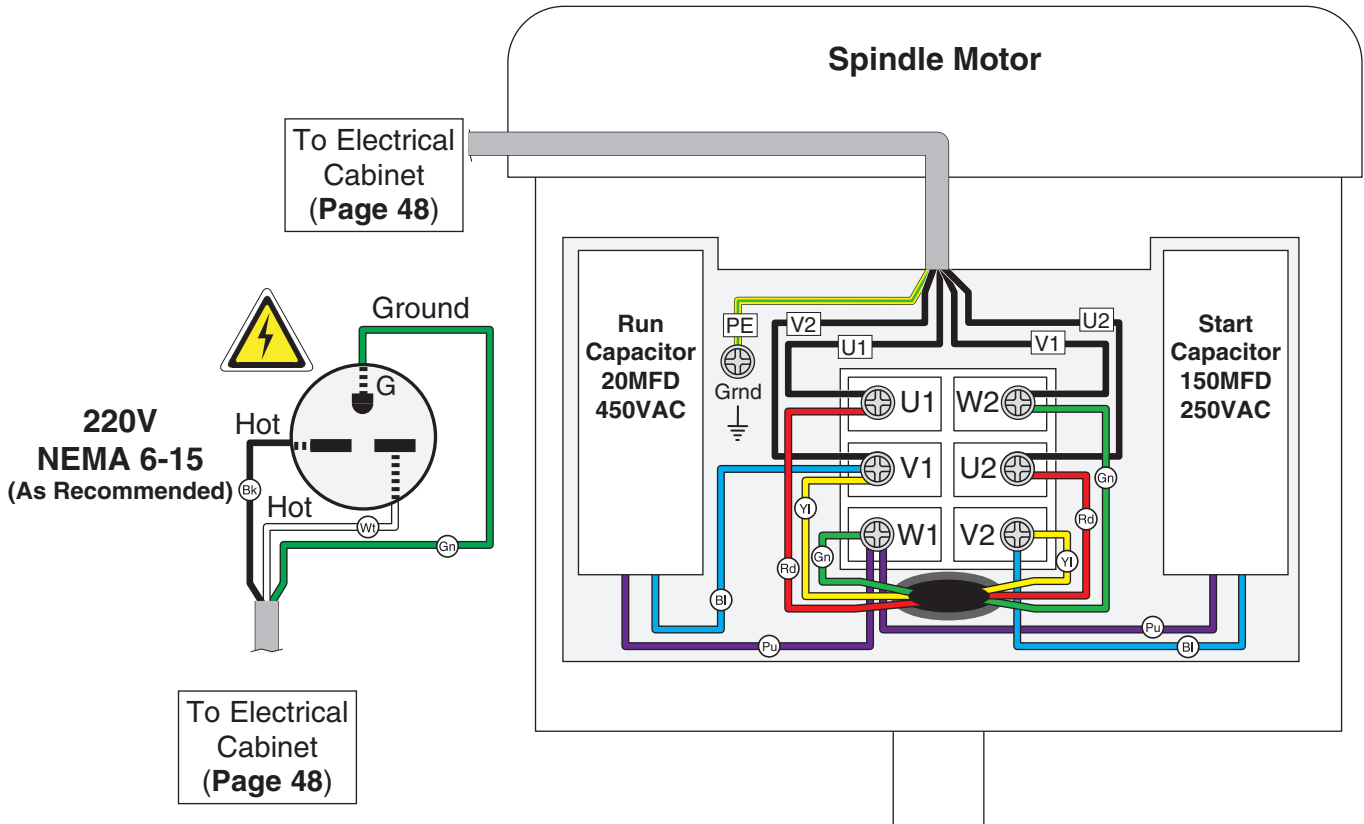 Spindle Motor
To Electrical
Cabinet
(Page 48)
Ground
G
Hot
220V
NEMA 6-15
(As Recommended)
Bk
Hot
Wt
Gn
To Electrical
Cabinet
(Page 48)
Run
Capacitor
20MFD
450VAC
PE
Grnd
V2
U1
U2
V1
Start
Capacitor
150MFD
250VAC
U1
W2
V1
U2
W1
V2
Yl
Gn
Rd
Bl
Pu
Gn
Rd
Yl
Pu
Bl